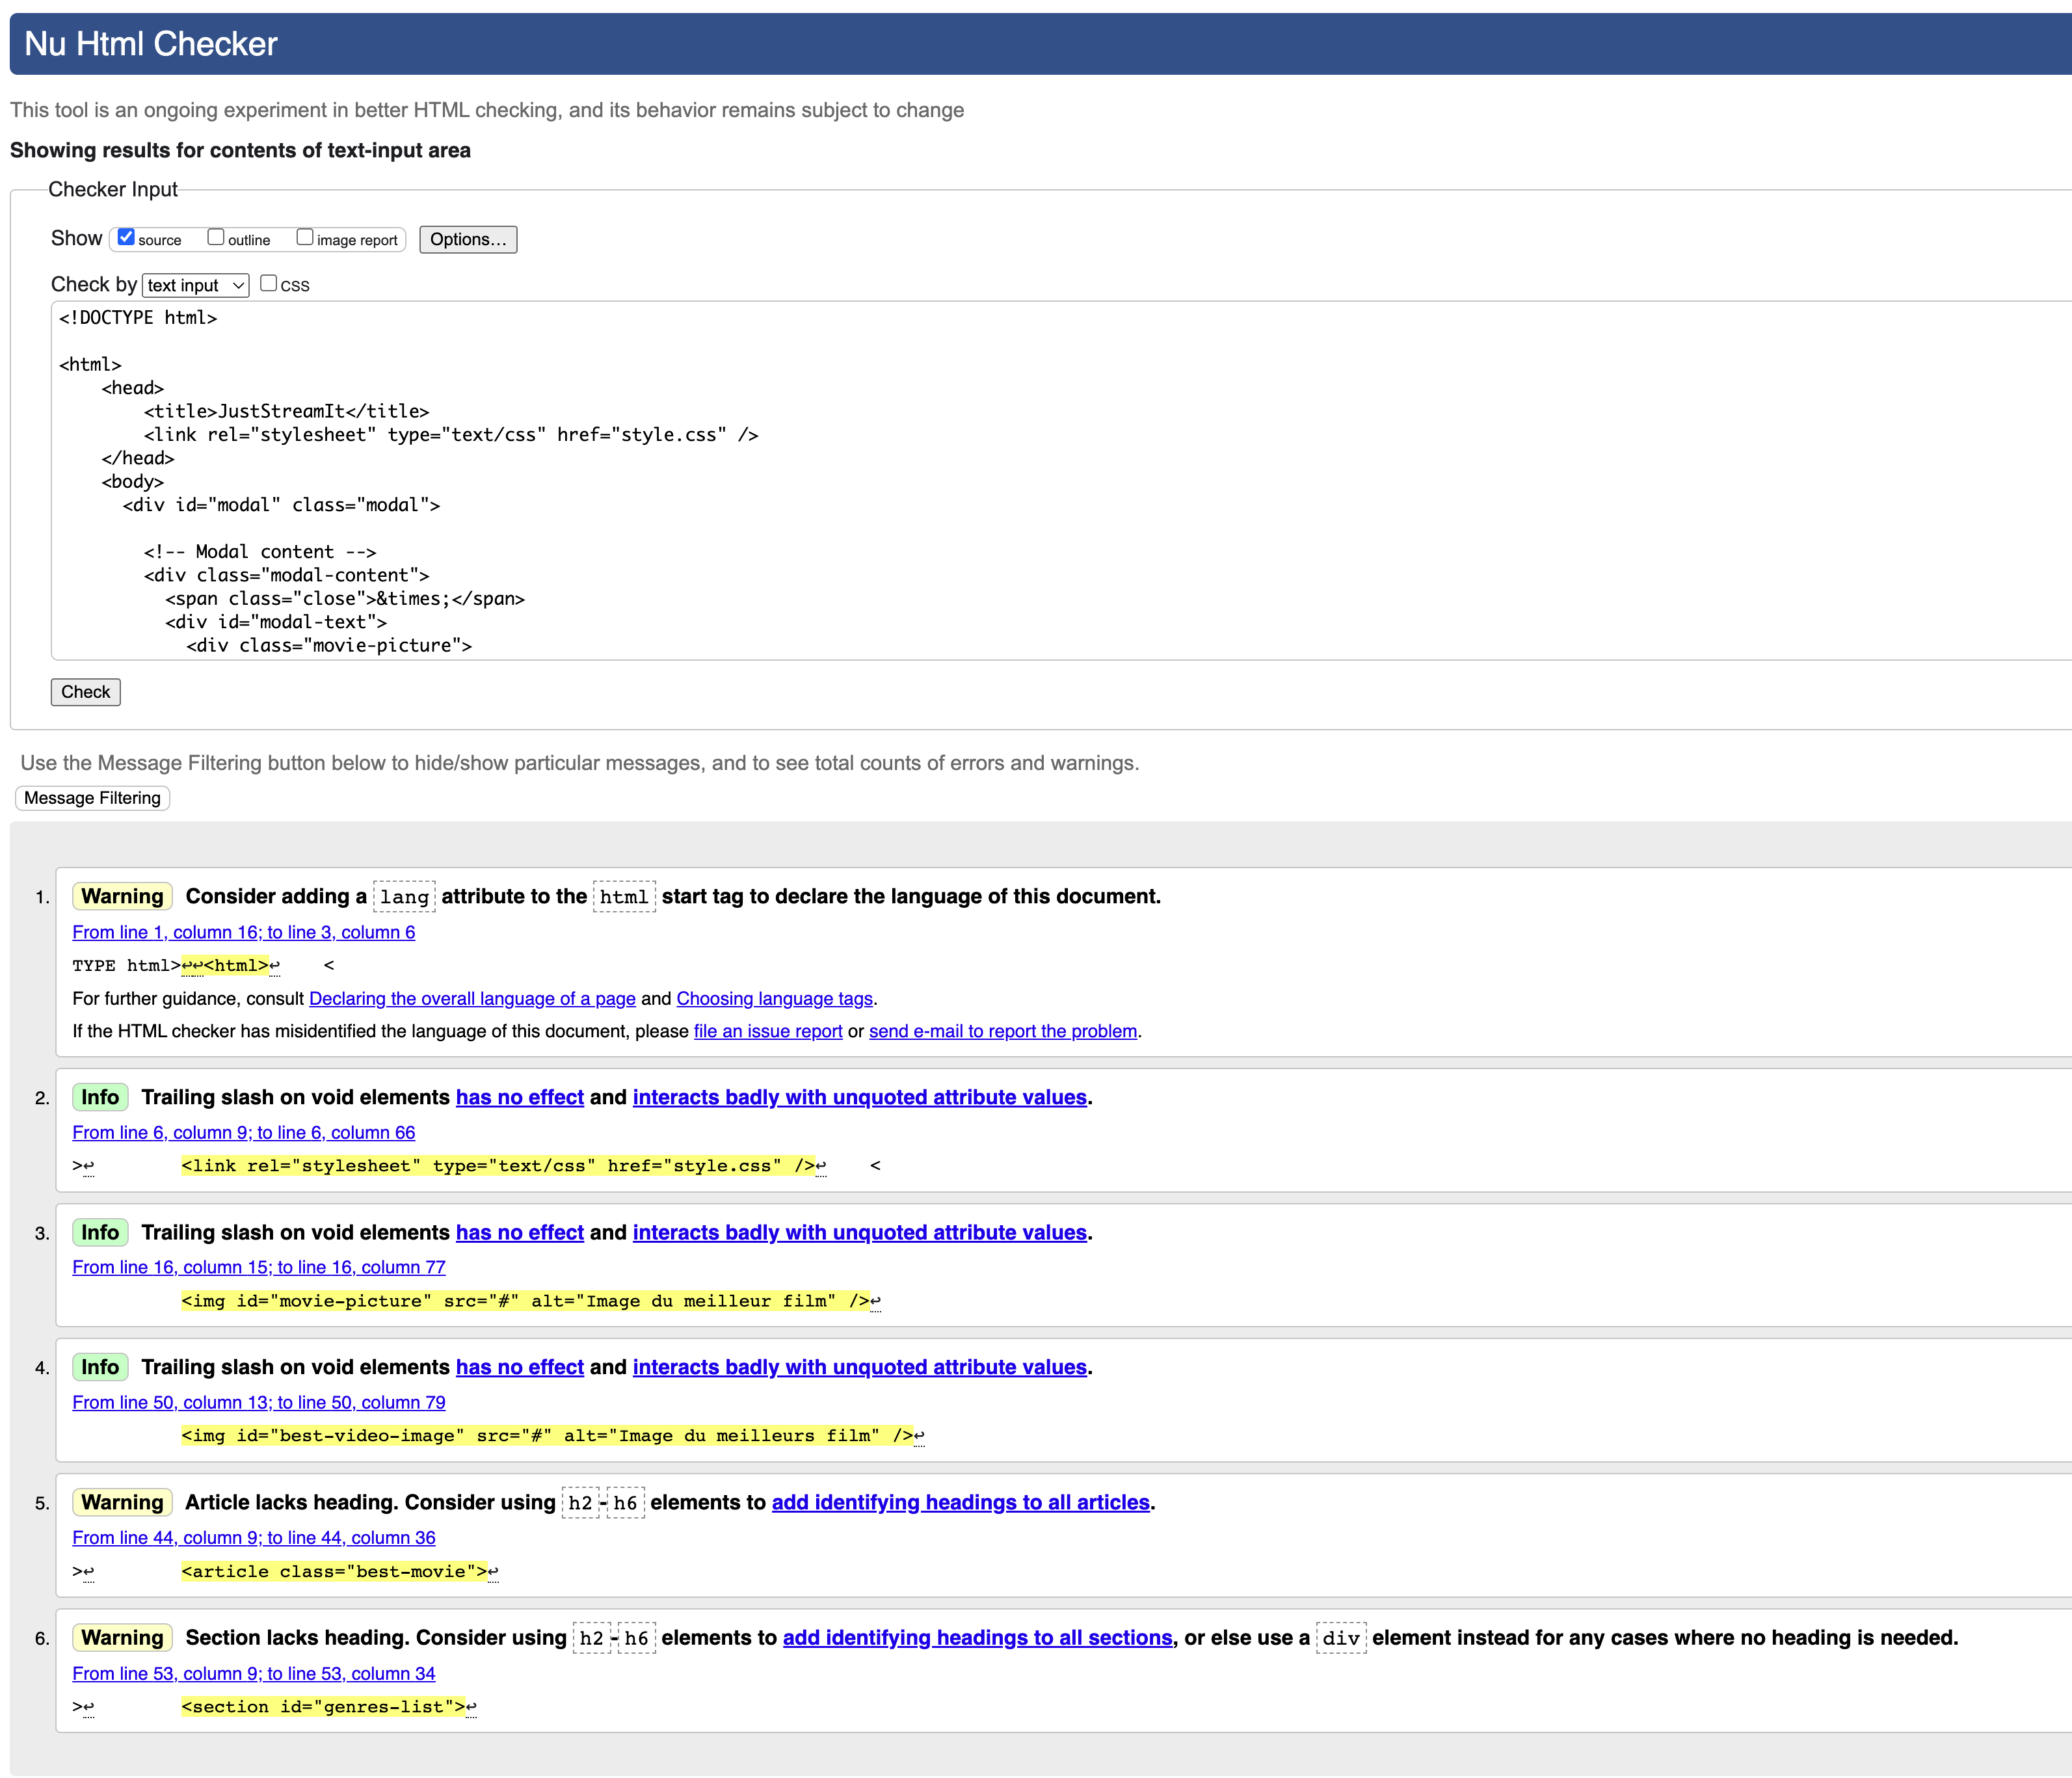 Nu Html Checker
This tool is an ongoing experiment in better HTML checking, and its behavior remains subject to change
Showing results for contents of text-input area
Checker Input
Show source outline image report Options…
Check by text input CSS
<!DOCTYPE html>
<html>
<head>
<title>JustStreamIt</title>
<link rel="stylesheet" type="text/css" href="style.css" />
</head>
<body>
<div id="modal" class="modal">
<!-- Modal content -->
<div class="modal-content">
<span class="close">&times;</span>
<div id="modal-text">
<div class="movie-picture">
Check
Use the Message Filtering button below to hide/show particular messages, and to see total counts of errors and warnings.
Message Filtering
1. Warning Consider adding a lang attribute to the html start tag to declare the language of this document.
From line 1, column 16; to line 3, column 6
TYPE html>↩↩<html>↩ <
For further guidance, consult Declaring the overall language of a page and Choosing language tags.
If the HTML checker has misidentified the language of this document, please file an issue report or send e-mail to report the problem.
2. Info Trailing slash on void elements has no effect and interacts badly with unquoted attribute values.
From line 6, column 9; to line 6, column 66
>↩ <link rel="stylesheet" type="text/css" href="style.css" />↩ <
3. Info Trailing slash on void elements has no effect and interacts badly with unquoted attribute values.
From line 16, column 15; to line 16, column 77
<img id="movie-picture" src="#" alt="Image du meilleur film" />↩
4. Info Trailing slash on void elements has no effect and interacts badly with unquoted attribute values.
From line 50, column 13; to line 50, column 79
<img id="best-video-image" src="#" alt="Image du meilleurs film" />↩
5. Warning Article lacks heading. Consider using h2-h6 elements to add identifying headings to all articles.
From line 44, column 9; to line 44, column 36
>↩ <article class="best-movie">↩
6. Warning Section lacks heading. Consider using h2-h6 elements to add identifying headings to all sections, or else use a div element instead for any cases where no heading is needed.
From line 53, column 9; to line 53, column 34
>↩ <section id="genres-list">↩